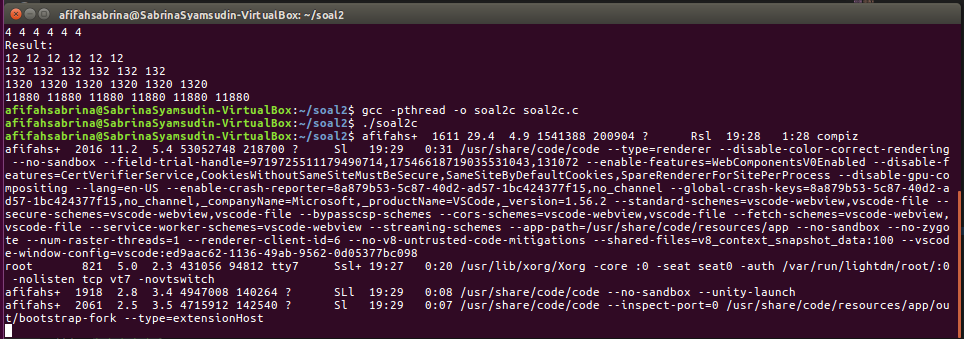 afifahsabrina@SabrinaSyamsudin-VirtualBox: ~/soal2
4 4 4 4 4 4
Result:
12 12 12 12 12 12
132 132 132 132 132 132
1320 1320 1320 1320 1320 1320
11880 11880 11880 11880 11880 11880
afifahsabrina@SabrinaSyamsudin-VirtualBox:~/soal2$ gcc -pthread -o soal2c soal2c.c
afifahsabrina@SabrinaSyamsudin-VirtualBox:~/soal2$ ./soal2c
afifahsabrina@SabrinaSyamsudin-VirtualBox:~/soal2$ afifahs+  1611 29.4  4.9 1541388 200904 ?      Rsl  19:28   1:28 compiz
afifahs+  2016 11.2  5.4 53052748 218700 ?     Sl   19:29   0:31 /usr/share/code/code --type=renderer --disable-color-correct-rendering
 --no-sandbox --field-trial-handle=9719725511179490714,17546618719035531043,131072 --enable-features=WebComponentsV0Enabled --disable-f
eatures=CertVerifierService,CookiesWithoutSameSiteMustBeSecure,SameSiteByDefaultCookies,SpareRendererForSitePerProcess --disable-gpu-co
mpositing --lang=en-US --enable-crash-reporter=8a879b53-5c87-40d2-ad57-1bc424377f15,no_channel --global-crash-keys=8a879b53-5c87-40d2-a
d57-1bc424377f15,no_channel,_companyName=Microsoft,_productName=VSCode,_version=1.56.2 --standard-schemes=vscode-webview,vscode-file --
secure-schemes=vscode-webview,vscode-file --bypasscsp-schemes --cors-schemes=vscode-webview,vscode-file --fetch-schemes=vscode-webview,
vscode-file --service-worker-schemes=vscode-webview --streaming-schemes --app-path=/usr/share/code/resources/app --no-sandbox --no-zygo
te --num-raster-threads=1 --renderer-client-id=6 --no-v8-untrusted-code-mitigations --shared-files=v8_context_snapshot_data:100 --vscod
e-window-config=vscode:ed9aac62-1136-49ab-9562-0d05377bc098
root       821  5.0  2.3 431056 94812 tty7     Ssl+ 19:27   0:20 /usr/lib/xorg/Xorg -core :0 -seat seat0 -auth /var/run/lightdm/root/:0
 -nolisten tcp vt7 -novtswitch
afifahs+  1918  2.8  3.4 4947008 140264 ?      SLl  19:29   0:08 /usr/share/code/code --no-sandbox --unity-launch
afifahs+  2061  2.5  3.5 4715912 142540 ?      Sl   19:29   0:07 /usr/share/code/code --inspect-port=0 /usr/share/code/resources/app/ou
t/bootstrap-fork --type=extensionHost